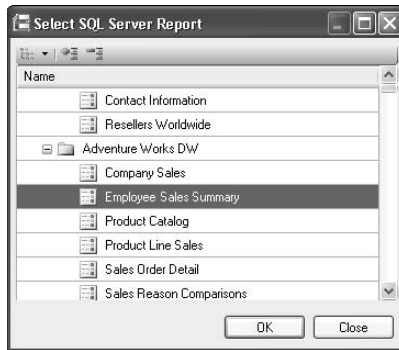 Select SQL Server Report
Name
Contact Information
Resellers Worldwide
Adventure Works DW
Company Sales
Employee Sales Summary
Product Catalog
Product Line Sales
Sales Order Detail
Sales Reason Comparisons
OK
Close